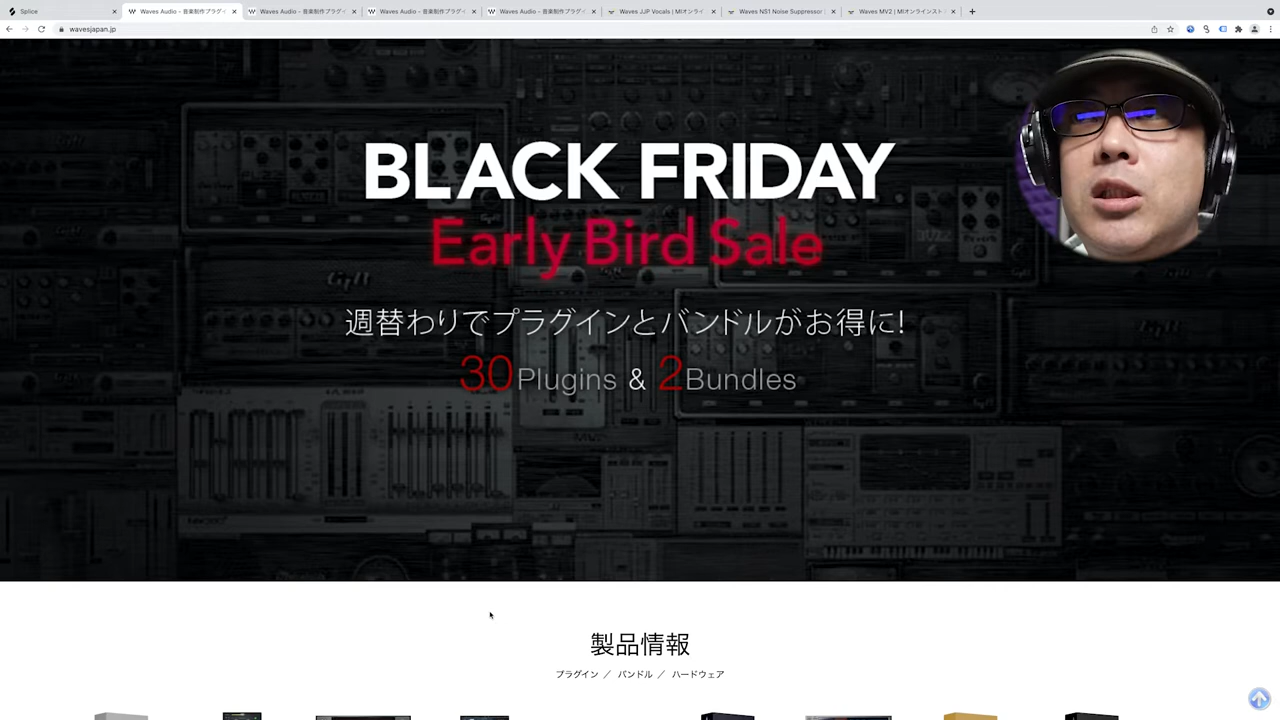 Splice
Waves Audio - 音楽制作プラグイ
Waves Audio - 音楽制作プラグイ
Waves Audio - 音楽制作プラグイ
Waves Audio - 音楽制作プラグイ
Waves JJP Vocals | MIオンライ
Waves NS1 Noise Suppressor |
Waves MV2 | MIオンラインスト
wavesjapan.jp
BLACK FRIDAY
Early Bird Sale
週替わりでプラグインとバンドルがお得に!
30Plugins & 2Bundles
製品情報
プラグイン ／ バンドル ／ ハードウェア